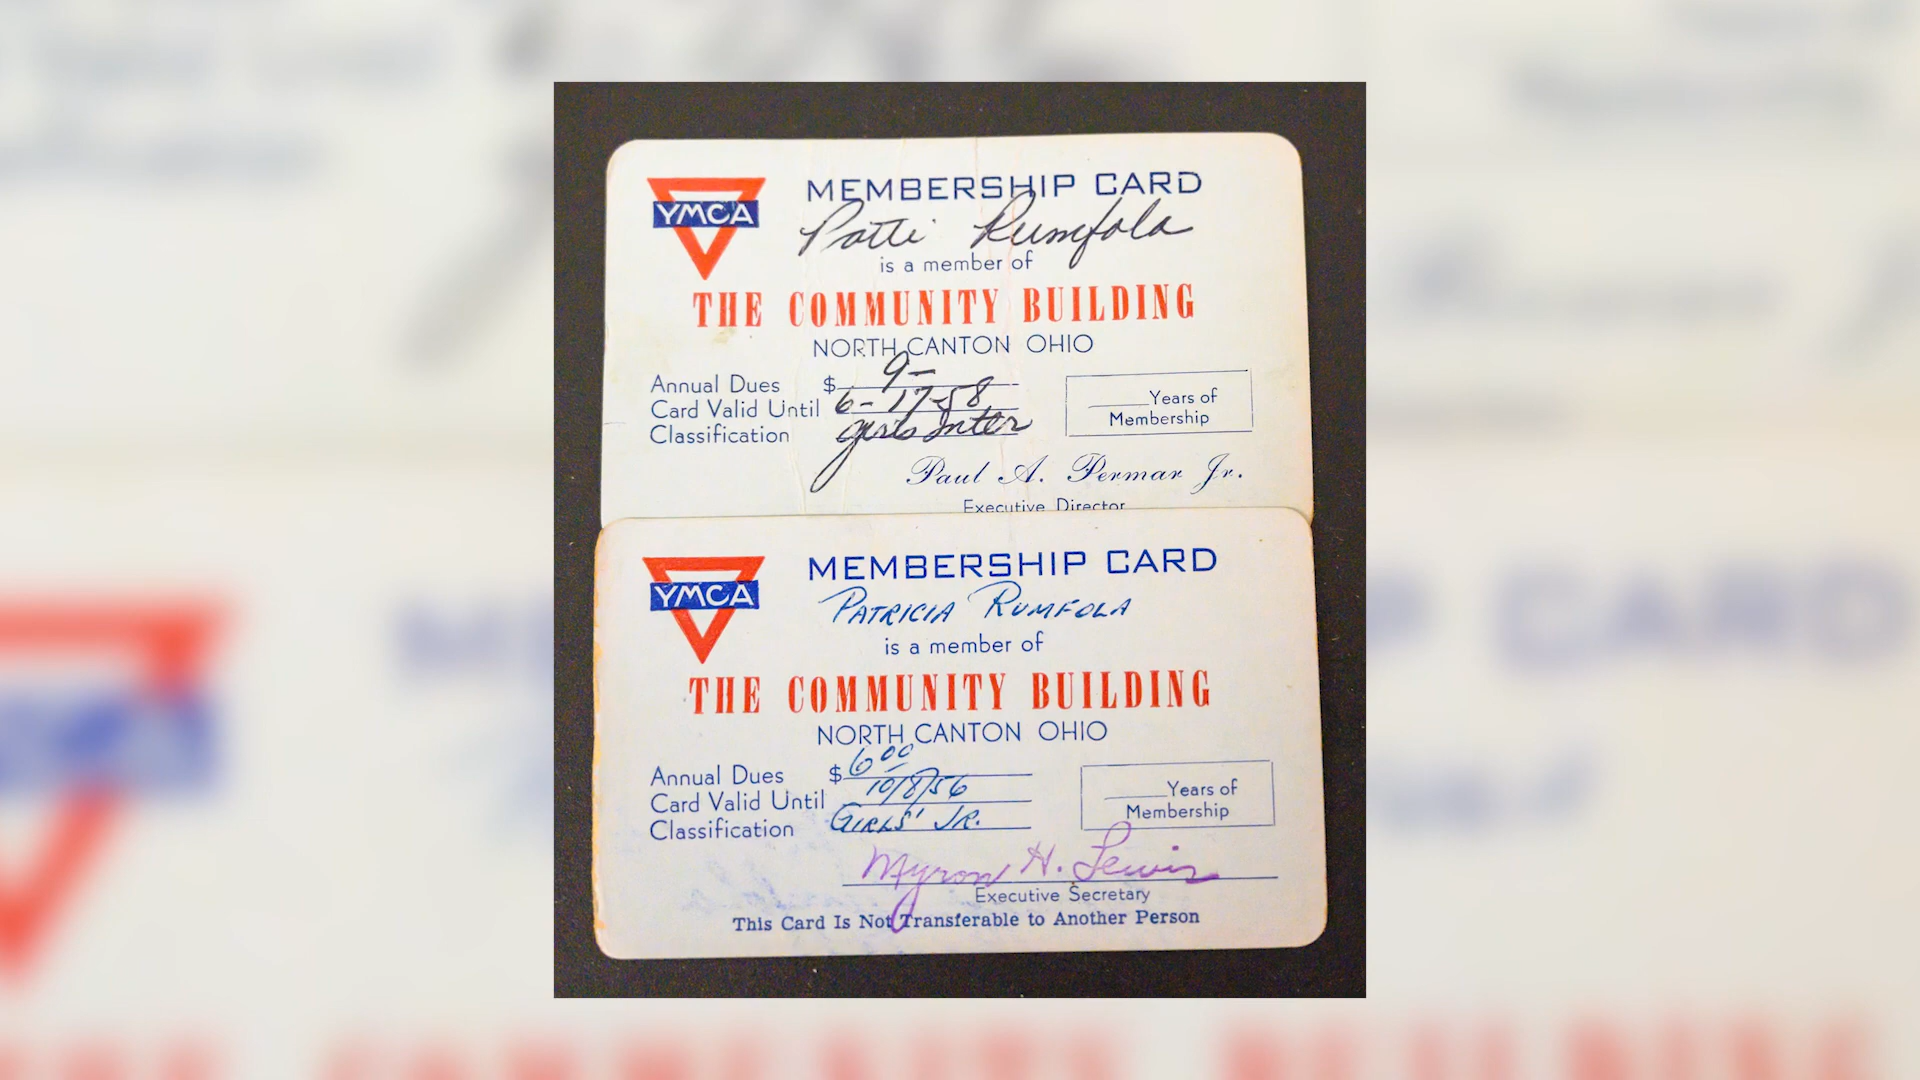 YMCA
MEMBERSHIP CARD
Patti Rumfola
is a member of
THE COMMUNITY BUILDING
NORTH CANTON OHIO
Annual Dues $ 9-
Card Valid Until 6-17-58
Classification Girls Inter
Years of
Membership
Paul A. Permar Jr.
Executive Director
YMCA
MEMBERSHIP CARD
PATRICIA RUMFOLA
is a member of
THE COMMUNITY BUILDING
NORTH CANTON OHIO
Annual Dues $ 6.00
Card Valid Until 10/8/56
Classification GIRLS' JR.
Years of
Membership
Myron H. Lewis
Executive Secretary
This Card Is Not Transferable to Another Person